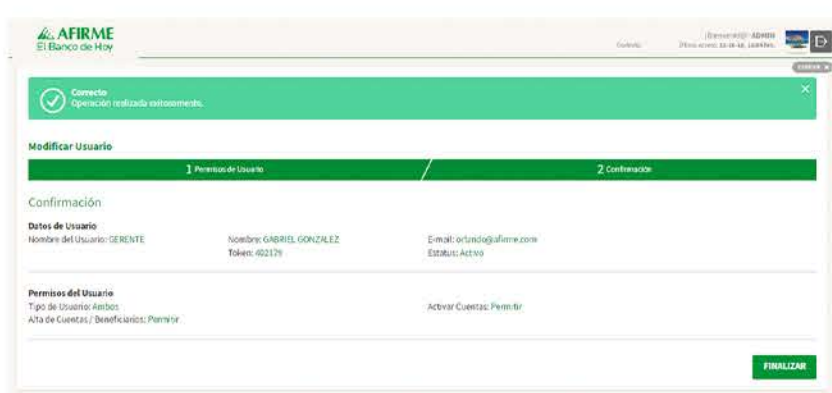 AFIRME
El Banco de Hoy
¡Bienvenid@! ADMIN
Correcto
Operación realizada exitosamente.
Modificar Usuario
1 Permisos de Usuario
2 Confirmación
Confirmación
Datos de Usuario
Nombre del Usuario: GERENTE
Nombre: GABRIEL GONZALEZ
E-mail: orlando@afirme.com
Token: 402179
Estatus: Activo
Permisos del Usuario
Tipo de Usuario: Ambos
Activar Cuentas: Permitir
Alta de Cuentas / Beneficiarios: Permitir
FINALIZAR